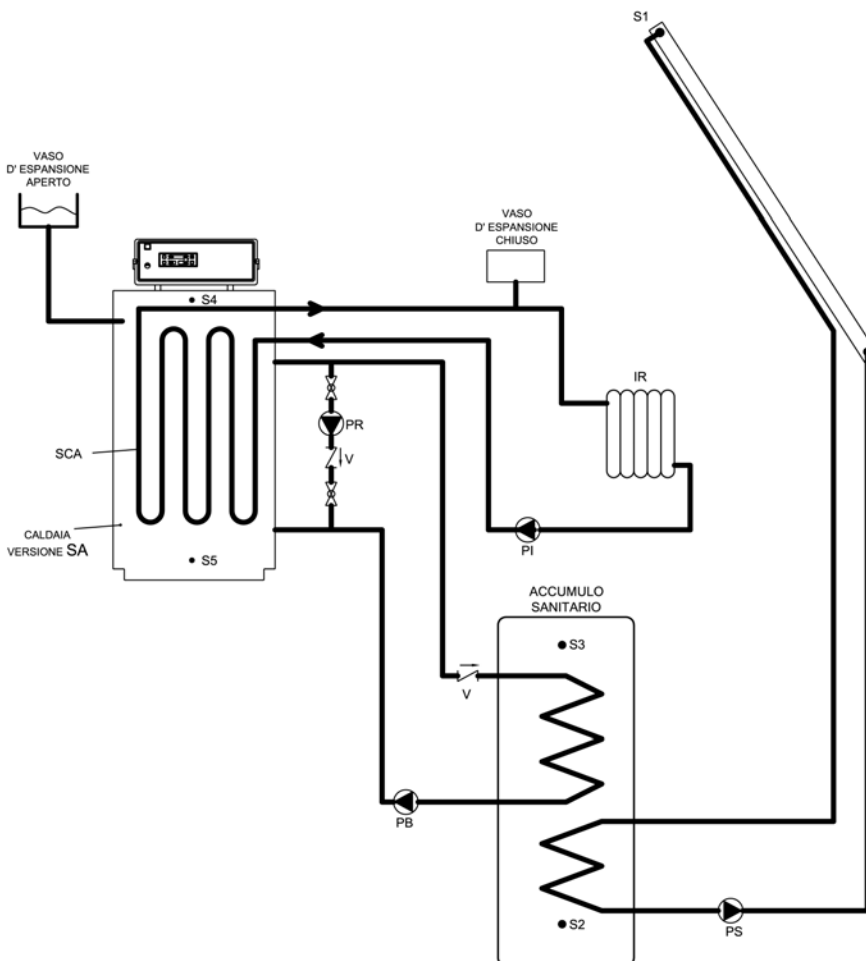 S1
VASO
D' ESPANSIONE
APERTO
VASO
D' ESPANSIONE
CHIUSO
S4
IR
PR
SCA
V
CALDAIA
VERSIONE SA
S5
PI
ACCUMULO
SANITARIO
S3
V
PB
S2
PS